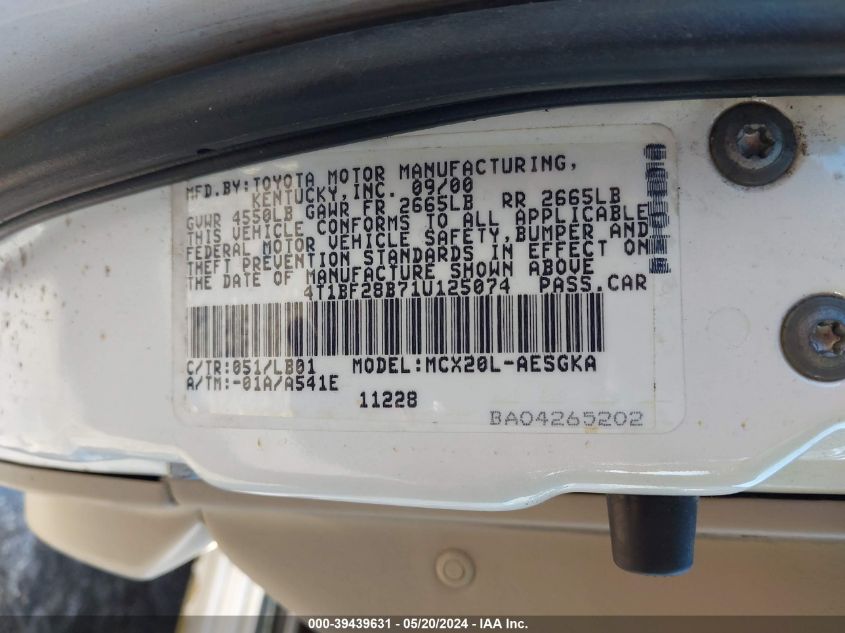 MFD.BY:TOYOTA MOTOR MANUFACTURING,
KENTUCKY,INC. 09/00
GVWR 4550LB GAWR FR 2665LB RR 2665LB
THIS VEHICLE CONFORMS TO ALL APPLICABLE
FEDERAL MOTOR VEHICLE SAFETY,BUMPER AND
THEFT PREVENTION STANDARDS IN EFFECT ON
THE DATE OF MANUFACTURE SHOWN ABOVE
4T1BF28B71U125074 PASS.CAR
C/TR:051/LB01 MODEL:MCX20L-AESGKA
A/TM:-01A/A541E
11228
BA04265202
000-39439631 - 05/20/2024 - IAA Inc.